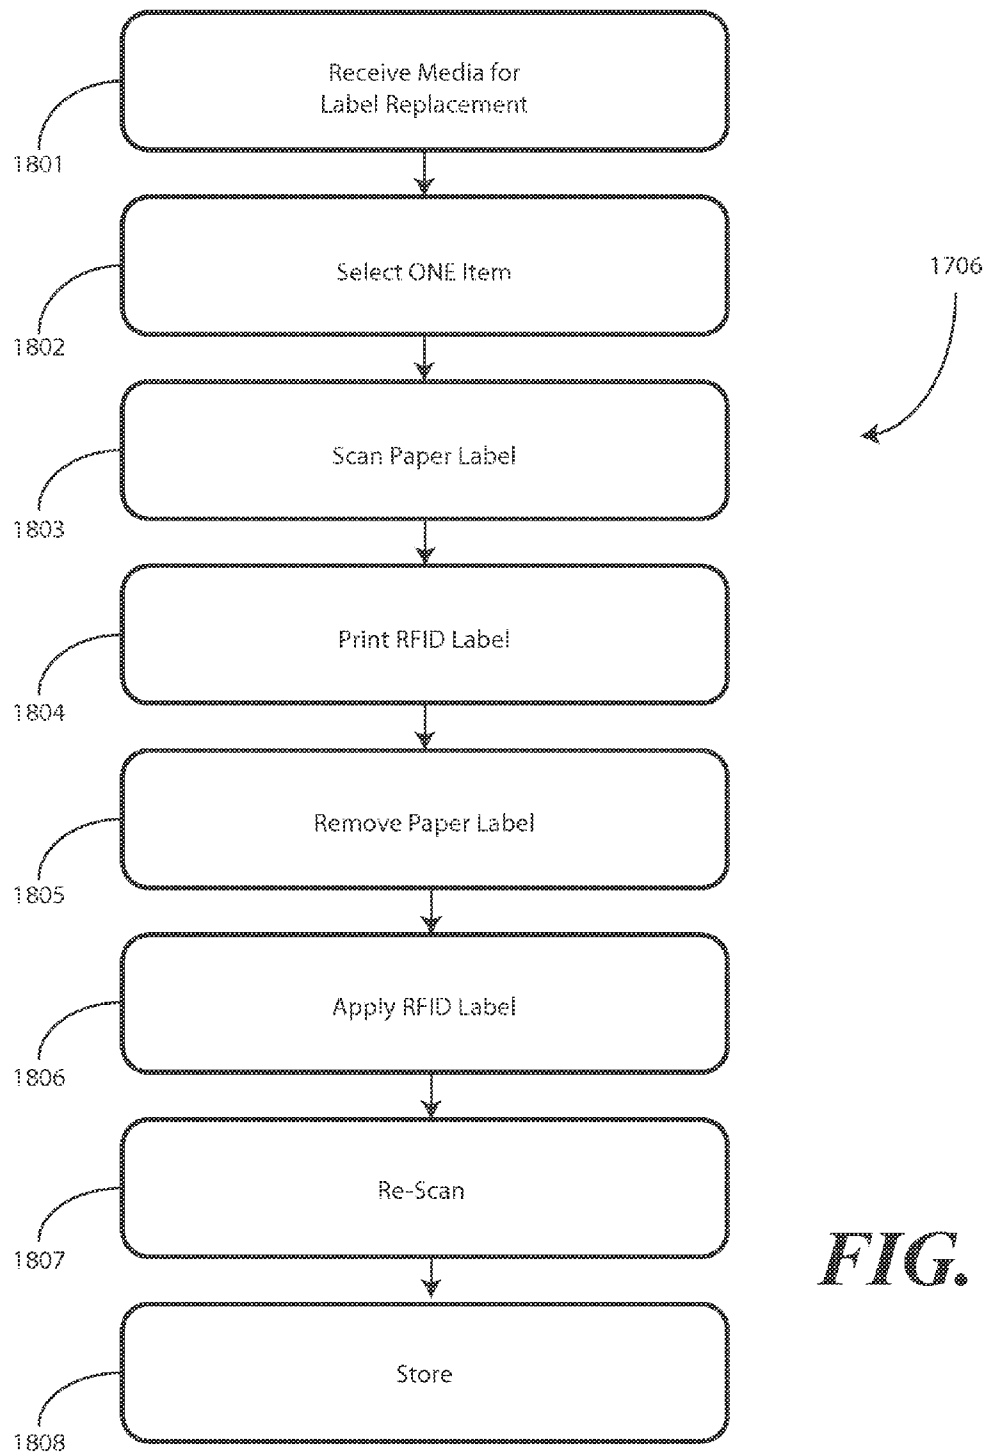 Receive Media for
Label Replacement
1801
Select ONE Item
1706
1802
Scan Paper Label
1803
Print RFID Label
1804
Remove Paper Label
1805
Apply RFID Label
1806
Re-Scan
1807
FIG.
Store
1808